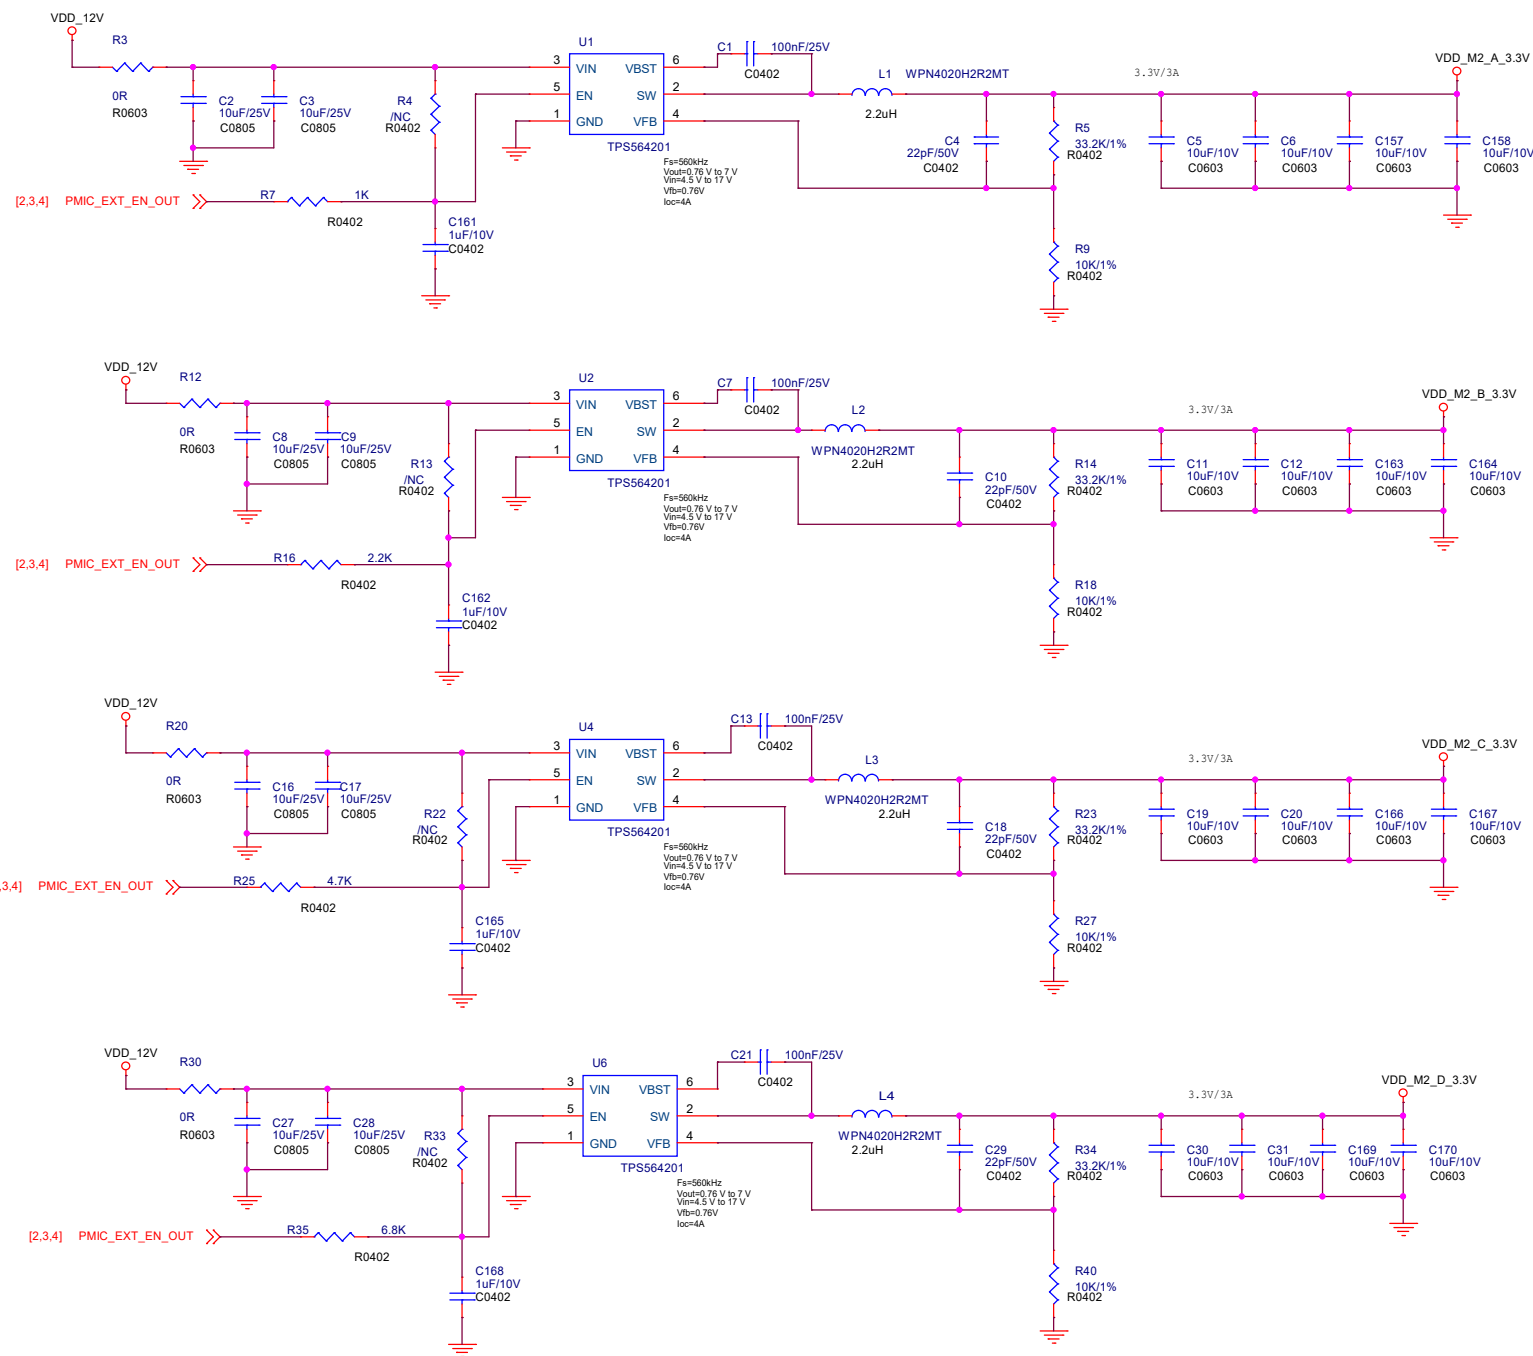 VDD_12V
R3
0R
R0603
C2
10uF/25V
C0805
C3
10uF/25V
C0805
R4
/NC
R0402
[2,3,4] PMIC_EXT_EN_OUT
R7
1K
R0402
C161
1uF/10V
C0402
U1
3 VIN VBST 6
5 EN SW 2
1 GND VFB 4
TPS564201
Fs=560kHz
Vout=0.76 V to 7 V
Vin=4.5 V to 17 V
Vfb=0.76V
Ioc=4A
C1 100nF/25V
C0402
L1 WPN4020H2R2MT
2.2uH
C4
22pF/50V
C0402
R5
33.2K/1%
R0402
R9
10K/1%
R0402
3.3V/3A
C5
10uF/10V
C0603
C6
10uF/10V
C0603
C157
10uF/10V
C0603
C158
10uF/10V
C0603
VDD_M2_A_3.3V
VDD_12V
R12
0R
R0603
C8
10uF/25V
C0805
C9
10uF/25V
C0805
R13
/NC
R0402
[2,3,4] PMIC_EXT_EN_OUT
R16
2.2K
R0402
C162
1uF/10V
C0402
U2
3 VIN VBST 6
5 EN SW 2
1 GND VFB 4
TPS564201
Fs=560kHz
Vout=0.76 V to 7 V
Vin=4.5 V to 17 V
Vfb=0.76V
Ioc=4A
C7 100nF/25V
C0402
L2
WPN4020H2R2MT
2.2uH
C10
22pF/50V
C0402
R14
33.2K/1%
R0402
R18
10K/1%
R0402
3.3V/3A
C11
10uF/10V
C0603
C12
10uF/10V
C0603
C163
10uF/10V
C0603
C164
10uF/10V
C0603
VDD_M2_B_3.3V
VDD_12V
R20
0R
R0603
C16
10uF/25V
C0805
C17
10uF/25V
C0805
R22
/NC
R0402
,3,4] PMIC_EXT_EN_OUT
R25
4.7K
R0402
C165
1uF/10V
C0402
U4
3 VIN VBST 6
5 EN SW 2
1 GND VFB 4
TPS564201
Fs=560kHz
Vout=0.76 V to 7 V
Vin=4.5 V to 17 V
Vfb=0.76V
Ioc=4A
C13 100nF/25V
C0402
L3
WPN4020H2R2MT
2.2uH
C18
22pF/50V
C0402
R23
33.2K/1%
R0402
R27
10K/1%
R0402
3.3V/3A
C19
10uF/10V
C0603
C20
10uF/10V
C0603
C166
10uF/10V
C0603
C167
10uF/10V
C0603
VDD_M2_C_3.3V
VDD_12V
R30
0R
R0603
C27
10uF/25V
C0805
C28
10uF/25V
C0805
R33
/NC
R0402
[2,3,4] PMIC_EXT_EN_OUT
R35
6.8K
R0402
C168
1uF/10V
C0402
U6
3 VIN VBST 6
5 EN SW 2
1 GND VFB 4
TPS564201
Fs=560kHz
Vout=0.76 V to 7 V
Vin=4.5 V to 17 V
Vfb=0.76V
Ioc=4A
C21 100nF/25V
C0402
L4
WPN4020H2R2MT
2.2uH
C29
22pF/50V
C0402
R34
33.2K/1%
R0402
R40
10K/1%
R0402
3.3V/3A
C30
10uF/10V
C0603
C31
10uF/10V
C0603
C169
10uF/10V
C0603
C170
10uF/10V
C0603
VDD_M2_D_3.3V